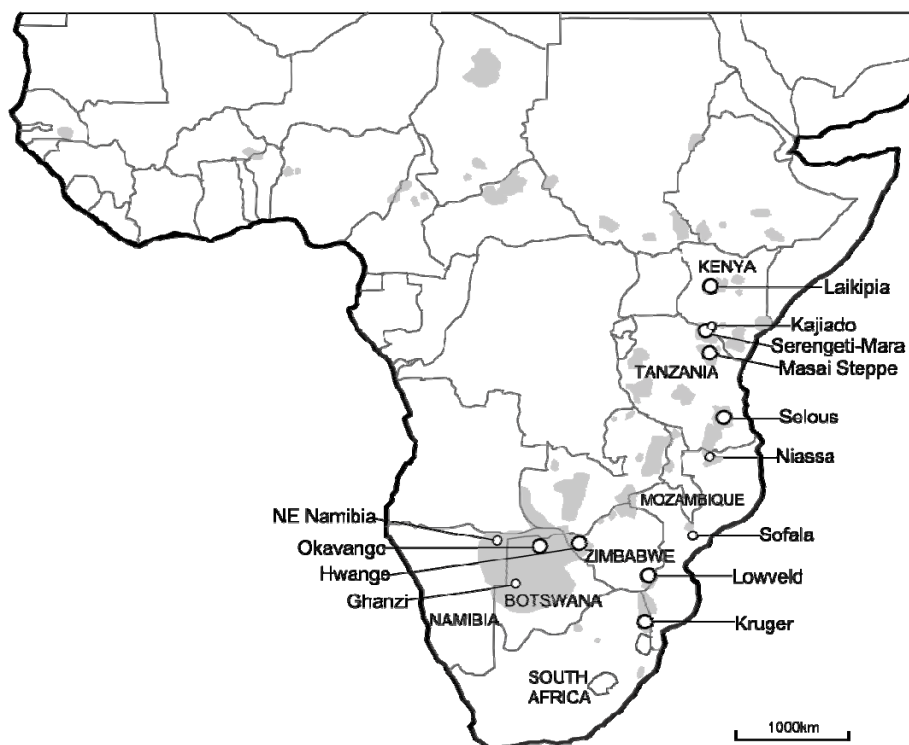 KENYA
Laikipia
Kajiado
Serengeti-Mara
Masai Steppe
TANZANIA
Selous
Niassa
MOZAMBIQUE
NE Namibia
Sofala
Okavango
ZIMBABWE
Hwange
Lowveld
Ghanzi
BOTSWANA
NAMIBIA
Kruger
SOUTH
AFRICA
1000km